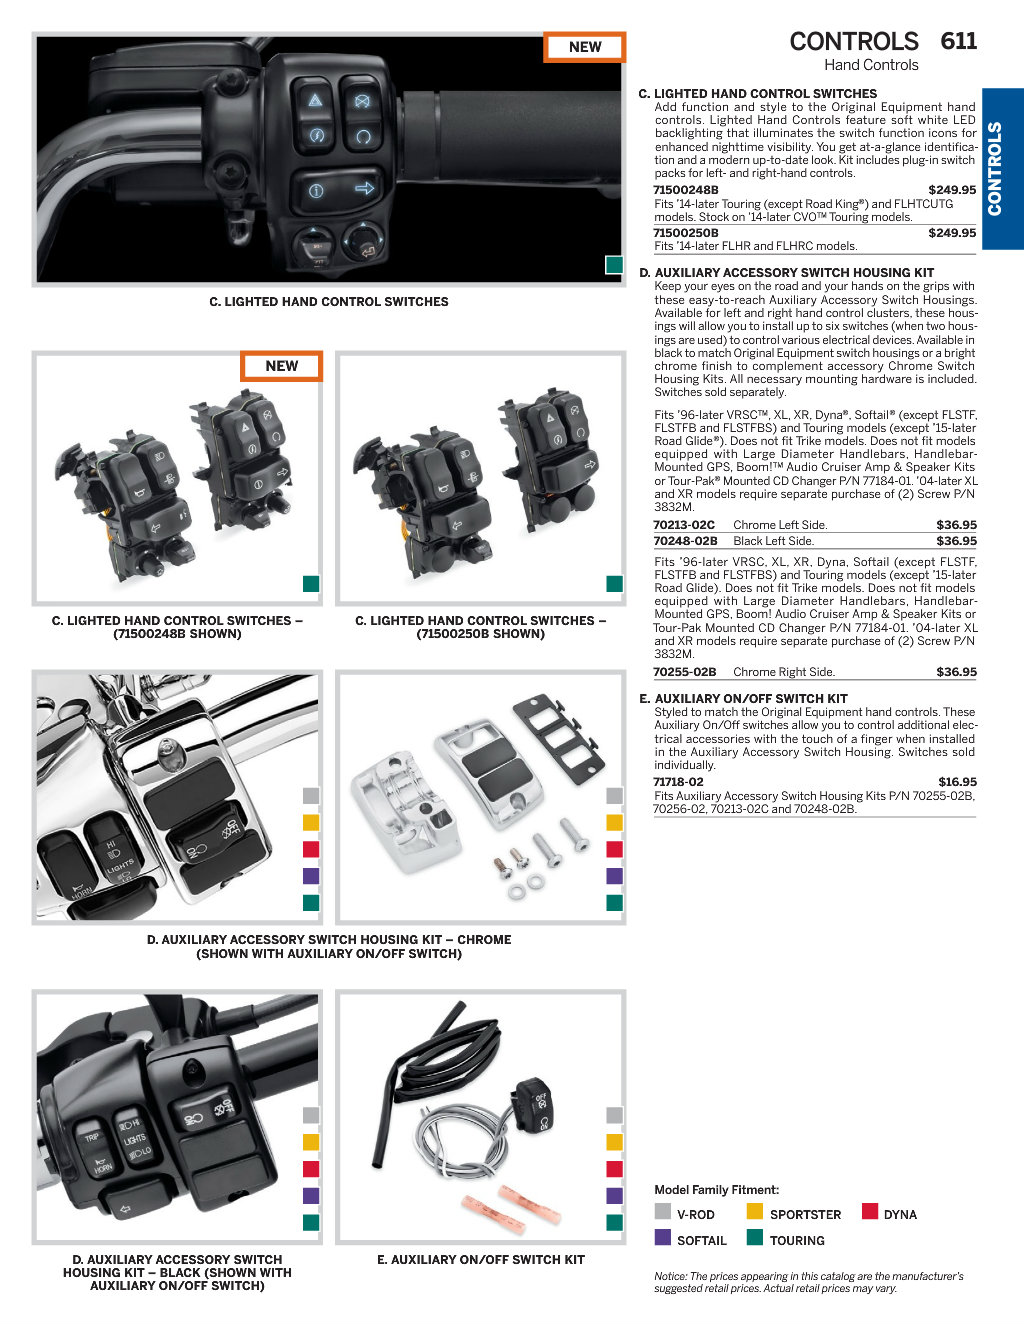 CONTROLS 611
Hand Controls
NEW
C. LIGHTED HAND CONTROL SWITCHES
NEW
C. LIGHTED HAND CONTROL SWITCHES –
(71500248B SHOWN)
C. LIGHTED HAND CONTROL SWITCHES –
(71500250B SHOWN)
HI
LIGHTS
LO
HORN
OFF
ON
D. AUXILIARY ACCESSORY SWITCH HOUSING KIT – CHROME
(SHOWN WITH AUXILIARY ON/OFF SWITCH)
TRIP
HORN
HI
LIGHTS
LO
ON
OFF
D. AUXILIARY ACCESSORY SWITCH
HOUSING KIT – BLACK (SHOWN WITH
AUXILIARY ON/OFF SWITCH)
OFF
ON
E. AUXILIARY ON/OFF SWITCH KIT
C. LIGHTED HAND CONTROL SWITCHES
Add function and style to the Original Equipment hand
controls. Lighted Hand Controls feature soft white LED
backlighting that illuminates the switch function icons for
enhanced nighttime visibility. You get at-a-glance identifica-
tion and a modern up-to-date look. Kit includes plug-in switch
packs for left- and right-hand controls.
71500248B $249.95
Fits ’14-later Touring (except Road King®) and FLHTCUTG
models. Stock on ’14-later CVO™ Touring models.
71500250B $249.95
Fits ’14-later FLHR and FLHRC models.
D. AUXILIARY ACCESSORY SWITCH HOUSING KIT
Keep your eyes on the road and your hands on the grips with
these easy-to-reach Auxiliary Accessory Switch Housings.
Available for left and right hand control clusters, these hous-
ings will allow you to install up to six switches (when two hous-
ings are used) to control various electrical devices. Available in
black to match Original Equipment switch housings or a bright
chrome finish to complement accessory Chrome Switch
Housing Kits. All necessary mounting hardware is included.
Switches sold separately.
Fits ’96-later VRSC™, XL, XR, Dyna®, Softail® (except FLSTF,
FLSTFB and FLSTFBS) and Touring models (except ’15-later
Road Glide®). Does not fit Trike models. Does not fit models
equipped with Large Diameter Handlebars, Handlebar-
Mounted GPS, Boom!™ Audio Cruiser Amp & Speaker Kits
or Tour-Pak® Mounted CD Changer P/N 77184-01. ’04-later XL
and XR models require separate purchase of (2) Screw P/N
3832M.
70213-02C Chrome Left Side. $36.95
70248-02B Black Left Side. $36.95
Fits ’96-later VRSC, XL, XR, Dyna, Softail (except FLSTF,
FLSTFB and FLSTFBS) and Touring models (except ’15-later
Road Glide). Does not fit Trike models. Does not fit models
equipped with Large Diameter Handlebars, Handlebar-
Mounted GPS, Boom! Audio Cruiser Amp & Speaker Kits or
Tour-Pak Mounted CD Changer P/N 77184-01. ’04-later XL
and XR models require separate purchase of (2) Screw P/N
3832M.
70255-02B Chrome Right Side. $36.95
E. AUXILIARY ON/OFF SWITCH KIT
Styled to match the Original Equipment hand controls. These
Auxiliary On/Off switches allow you to control additional elec-
trical accessories with the touch of a finger when installed
in the Auxiliary Accessory Switch Housing. Switches sold
individually.
71718-02 $16.95
Fits Auxiliary Accessory Switch Housing Kits P/N 70255-02B,
70256-02, 70213-02C and 70248-02B.
CONTROLS
Model Family Fitment:
V-ROD SPORTSTER DYNA
SOFTAIL TOURING
Notice: The prices appearing in this catalog are the manufacturer’s
suggested retail prices. Actual retail prices may vary.